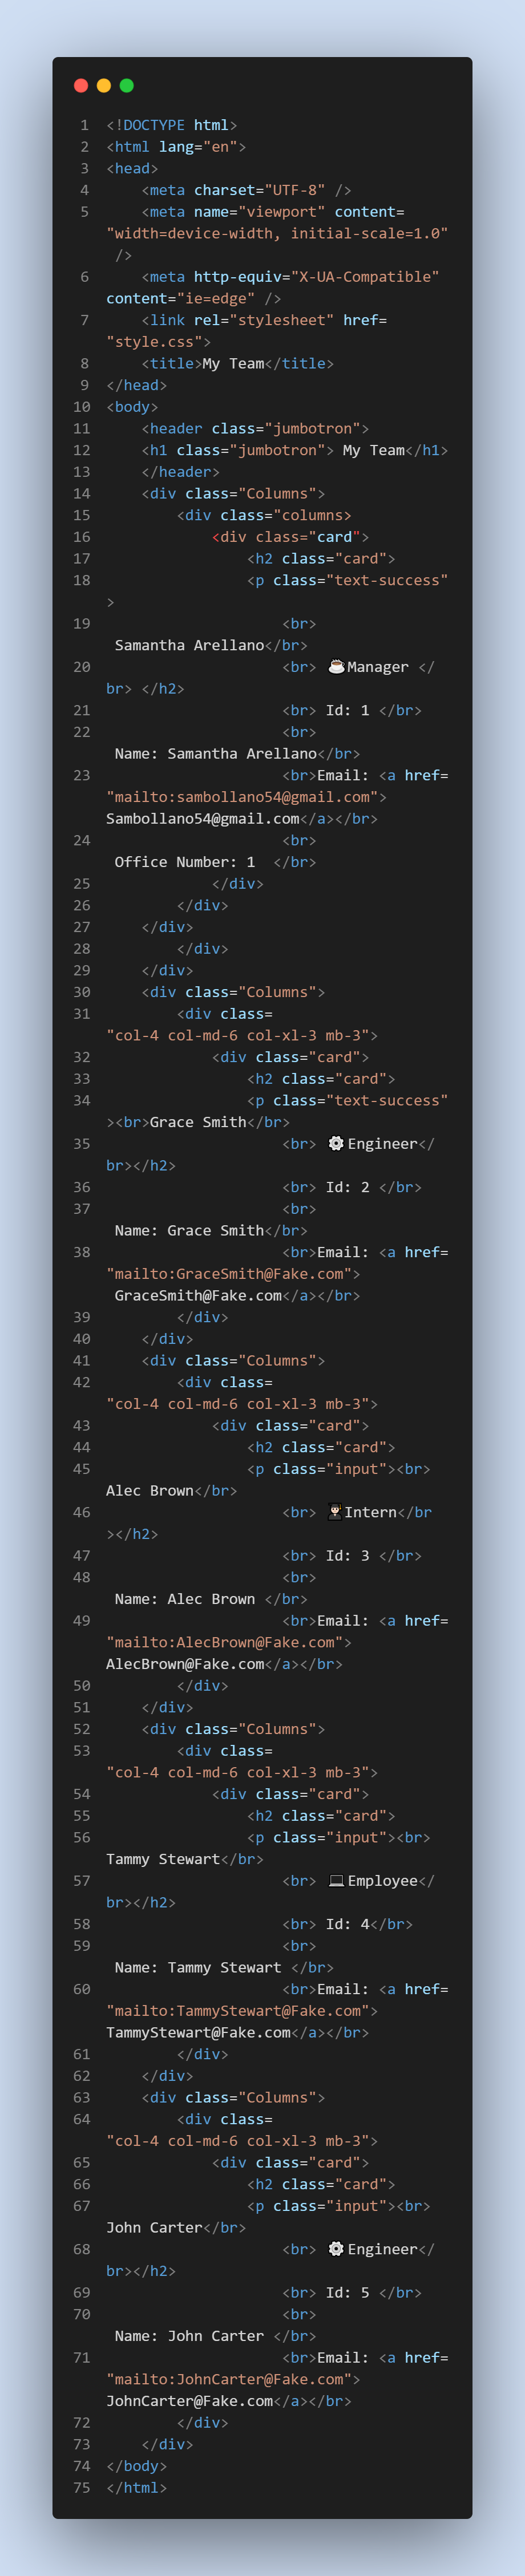 1 <!DOCTYPE html>
2 <html lang="en">
3 <head>
4     <meta charset="UTF-8" />
5     <meta name="viewport" content=
"width=device-width, initial-scale=1.0"
 />
6     <meta http-equiv="X-UA-Compatible"
content="ie=edge" />
7     <link rel="stylesheet" href=
"style.css">
8     <title>My Team</title>
9 </head>
10 <body>
11     <header class="jumbotron">
12     <h1 class="jumbotron"> My Team</h1>
13     </header>
14     <div class="Columns">
15         <div class="columns>
16             <div class="card">
17                 <h2 class="card">
18                 <p class="text-success"
>
19                     <br>
 Samantha Arellano</br>
20                     <br> ☕Manager </
br> </h2>
21                     <br> Id: 1 </br>
22                     <br>
 Name: Samantha Arellano</br>
23                     <br>Email: <a href=
"mailto:sambollano54@gmail.com">
Sambollano54@gmail.com</a></br>
24                     <br>
 Office Number: 1  </br>
25             </div>
26         </div>
27     </div>
28         </div>
29     </div>
30     <div class="Columns">
31         <div class=
"col-4 col-md-6 col-xl-3 mb-3">
32             <div class="card">
33                 <h2 class="card">
34                 <p class="text-success"
><br>Grace Smith</br>
35                     <br> ⚙️Engineer</
br></h2>
36                     <br> Id: 2 </br>
37                     <br>
 Name: Grace Smith</br>
38                     <br>Email: <a href=
"mailto:GraceSmith@Fake.com">
 GraceSmith@Fake.com</a></br>
39         </div>
40     </div>
41     <div class="Columns">
42         <div class=
"col-4 col-md-6 col-xl-3 mb-3">
43             <div class="card">
44                 <h2 class="card">
45                 <p class="input"><br>
Alec Brown</br>
46                     <br> 👨🏻‍🎓Intern</br
></h2>
47                     <br> Id: 3 </br>
48                     <br>
 Name: Alec Brown </br>
49                     <br>Email: <a href=
"mailto:AlecBrown@Fake.com">
AlecBrown@Fake.com</a></br>
50         </div>
51     </div>
52     <div class="Columns">
53         <div class=
"col-4 col-md-6 col-xl-3 mb-3">
54             <div class="card">
55                 <h2 class="card">
56                 <p class="input"><br>
Tammy Stewart</br>
57                     <br> 💻Employee</
br></h2>
58                     <br> Id: 4</br>
59                     <br>
 Name: Tammy Stewart </br>
60                     <br>Email: <a href=
"mailto:TammyStewart@Fake.com">
TammyStewart@Fake.com</a></br>
61         </div>
62     </div>
63     <div class="Columns">
64         <div class=
"col-4 col-md-6 col-xl-3 mb-3">
65             <div class="card">
66                 <h2 class="card">
67                 <p class="input"><br>
John Carter</br>
68                     <br> ⚙️Engineer</
br></h2>
69                     <br> Id: 5 </br>
70                     <br>
 Name: John Carter </br>
71                     <br>Email: <a href=
"mailto:JohnCarter@Fake.com">
JohnCarter@Fake.com</a></br>
72         </div>
73     </div>
74 </body>
75 </html>